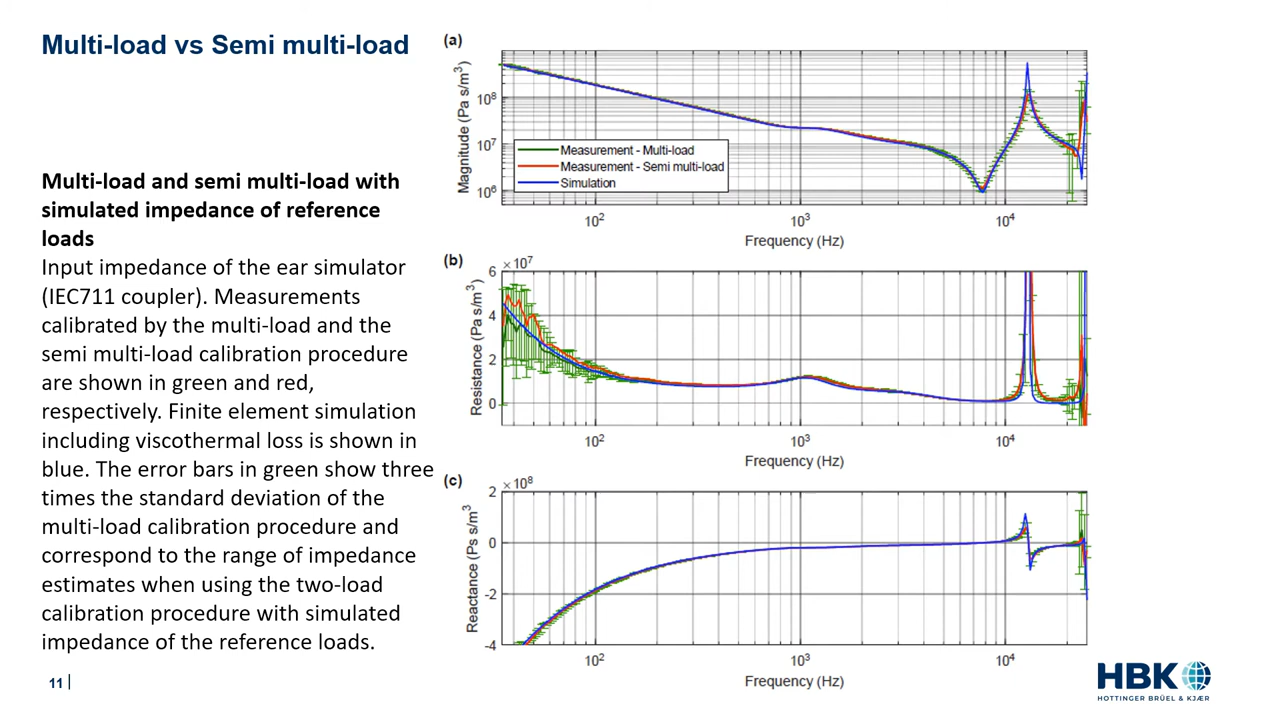 Multi-load vs Semi multi-load
Multi-load and semi multi-load with
simulated impedance of reference
loads
Input impedance of the ear simulator
(IEC711 coupler). Measurements
calibrated by the multi-load and the
semi multi-load calibration procedure
are shown in green and red,
respectively. Finite element simulation
including viscothermal loss is shown in
blue. The error bars in green show three
times the standard deviation of the
multi-load calibration procedure and
correspond to the range of impedance
estimates when using the two-load
calibration procedure with simulated
impedance of the reference loads.
(a)
Magnitude (Pa s/m³)
10⁸
10⁷
10⁶
Measurement - Multi-load
Measurement - Semi multi-load
Simulation
10² 10³ 10⁴
Frequency (Hz)
(b)
×10⁷
Resistance (Pa s/m³)
6
4
2
0
10² 10³ 10⁴
Frequency (Hz)
(c)
×10⁸
Reactance (Ps s/m³
2
0
-2
-4
10² 10³ 10⁴
Frequency (Hz)
11 |
HBK
HOTTINGER BRÜEL & KJÆR